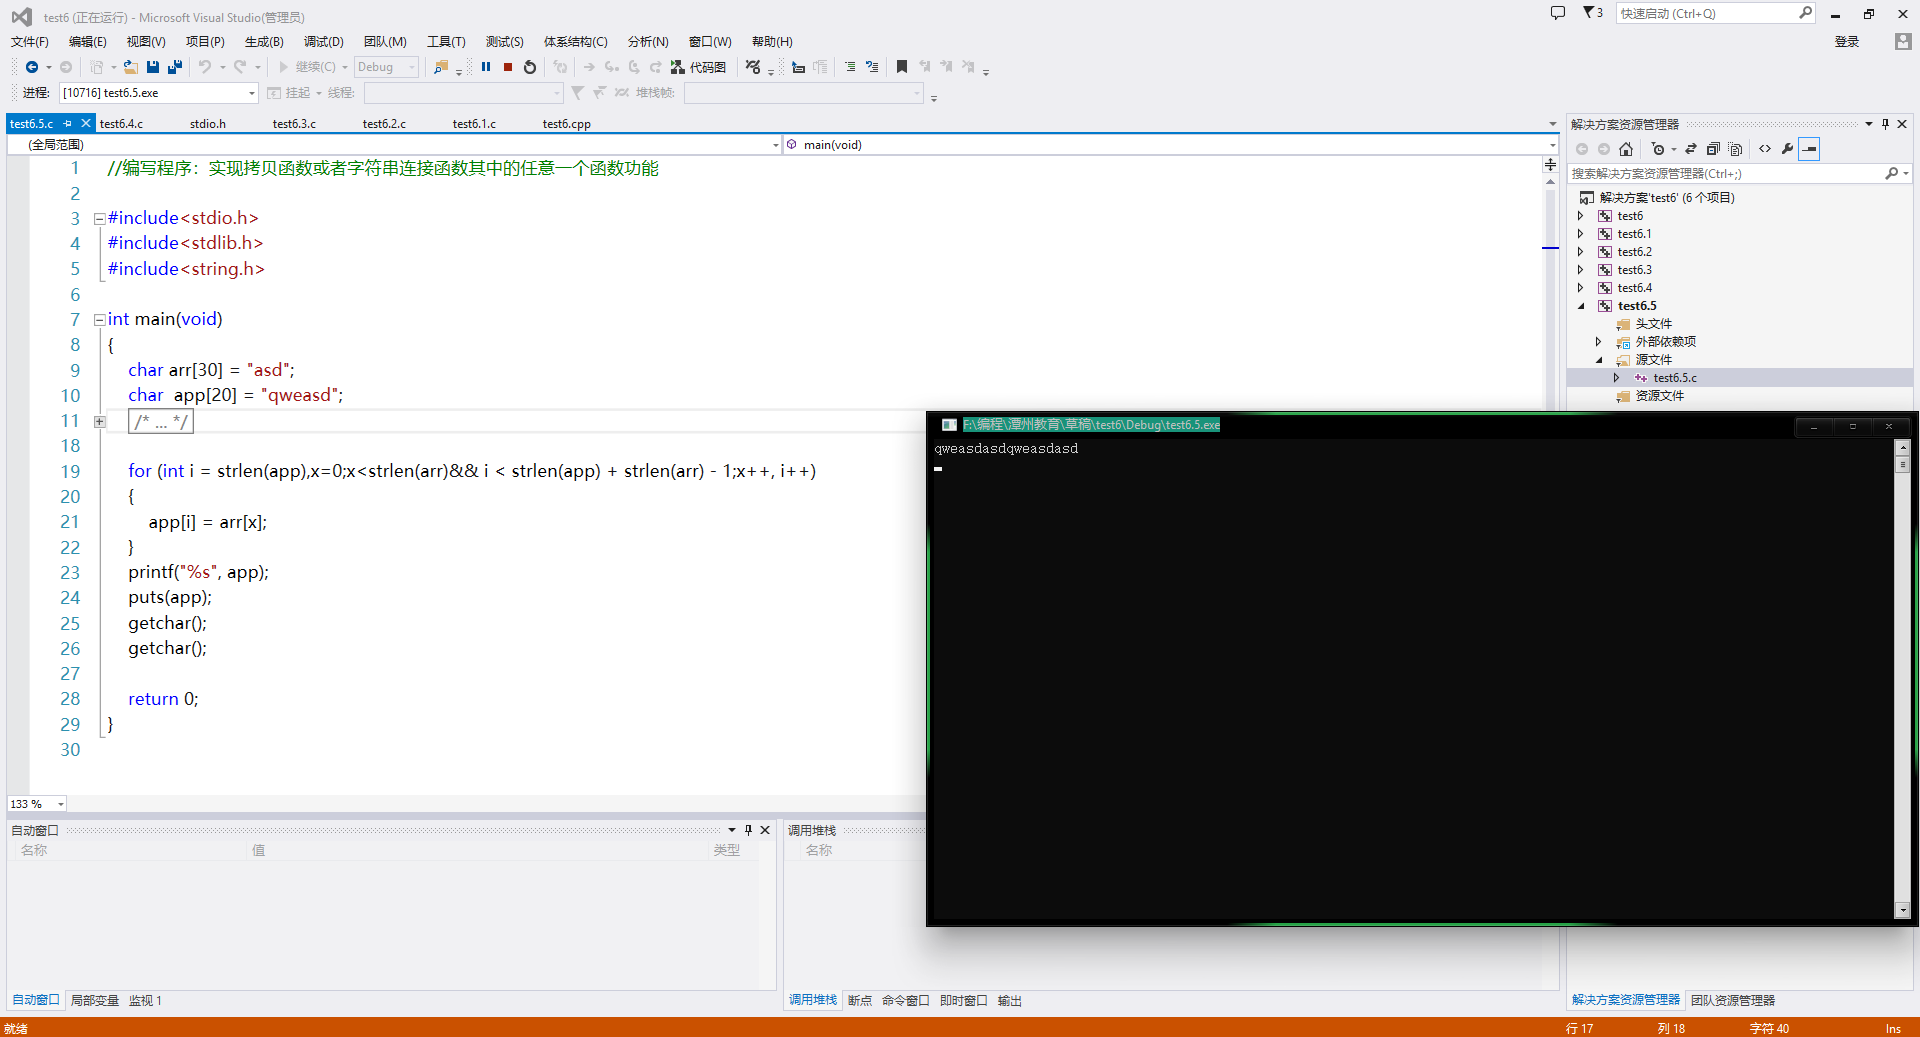 test6 (正在运行) - Microsoft Visual Studio(管理员)
3
快速启动 (Ctrl+Q)
文件(F) 编辑(E) 视图(V) 项目(P) 生成(B) 调试(D) 团队(M) 工具(T) 测试(S) 体系结构(C) 分析(N) 窗口(W) 帮助(H)
登录
继续(C) Debug 代码图
进程: [10716] test6.5.exe 挂起 线程: 堆栈帧:
test6.5.c test6.4.c stdio.h test6.3.c test6.2.c test6.1.c test6.cpp
(全局范围) main(void)
1 //编写程序：实现拷贝函数或者字符串连接函数其中的任意一个函数功能
2
3 #include<stdio.h>
4 #include<stdlib.h>
5 #include<string.h>
6
7 int main(void)
8 {
9 char arr[30] = "asd";
10 char  app[20] = "qweasd";
11 /* ... */
18
19 for (int i = strlen(app),x=0;x<strlen(arr)&& i < strlen(app) + strlen(arr) - 1;x++, i++)
20 {
21 app[i] = arr[x];
22 }
23 printf("%s", app);
24 puts(app);
25 getchar();
26 getchar();
27
28 return 0;
29 }
30
133 %
解决方案资源管理器
搜索解决方案资源管理器(Ctrl+;)
解决方案'test6' (6 个项目)
test6
test6.1
test6.2
test6.3
test6.4
test6.5
头文件
外部依赖项
源文件
test6.5.c
资源文件
F:\编程\潭州教育\草稿\test6\Debug\test6.5.exe
qweasdasdqweasdasd
自动窗口
名称 值 类型
调用堆栈
名称
自动窗口 局部变量 监视 1
调用堆栈 断点 命令窗口 即时窗口 输出
解决方案资源管理器 团队资源管理器
就绪 行 17 列 18 字符 40 Ins